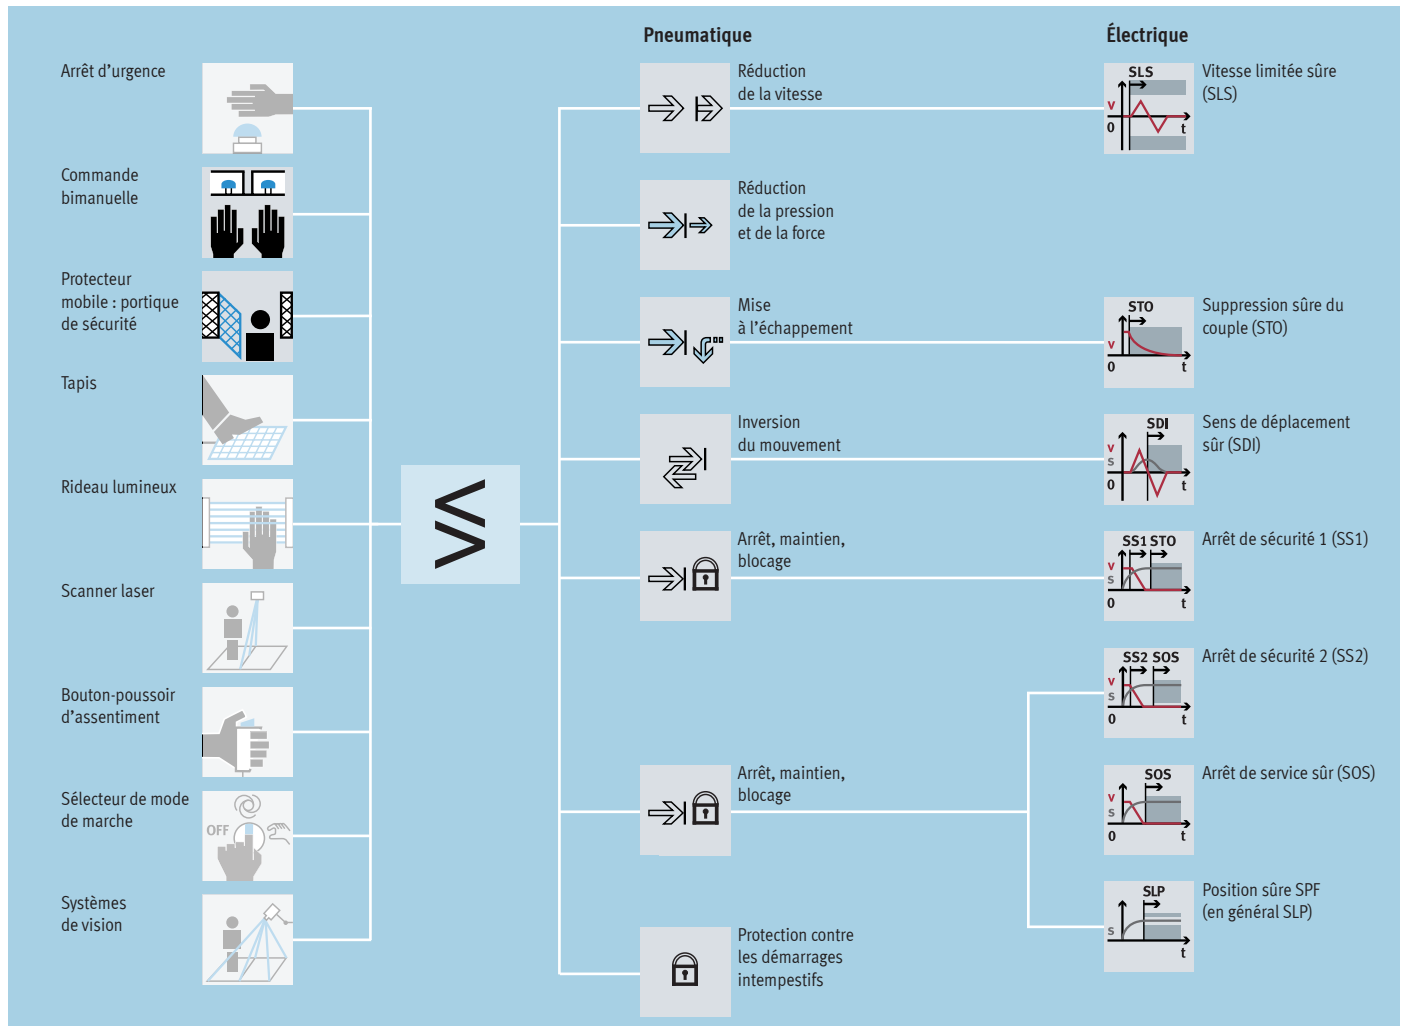 Pneumatique
Électrique
Arrêt d’urgence
Commande
bimanuelle
Protecteur
mobile : portique
de sécurité
Tapis
Rideau lumineux
Scanner laser
Bouton-poussoir
d’assentiment
Sélecteur de mode
de marche
OFF
Systèmes
de vision
≤
≥
Réduction
de la vitesse
Réduction
de la pression
et de la force
Mise
à l’échappement
Inversion
du mouvement
Arrêt, maintien,
blocage
Arrêt, maintien,
blocage
Protection contre
les démarrages
intempestifs
SLS
v
0
t
Vitesse limitée sûre
(SLS)
STO
v
0
t
Suppression sûre du
couple (STO)
SDI
v
s
0
t
Sens de déplacement
sûr (SDI)
SS1 STO
v
s
0
t
Arrêt de sécurité 1 (SS1)
SS2 SOS
v
s
0
t
Arrêt de sécurité 2 (SS2)
SOS
v
s
0
t
Arrêt de service sûr (SOS)
SLP
s
t
Position sûre SPF
(en général SLP)